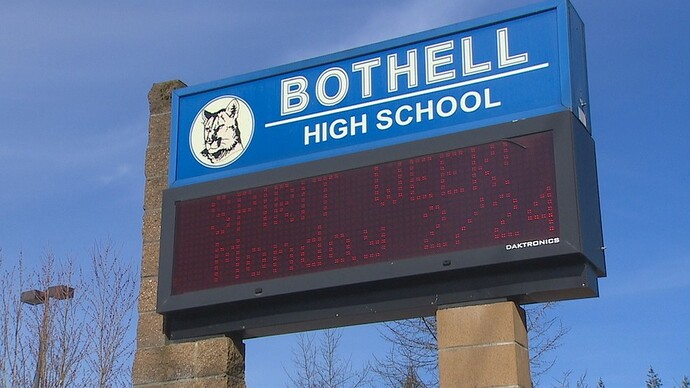 BOTHELL
HIGH SCHOOL
SPIRIT WEEK!
Monday 2/24
DAKTRONICS